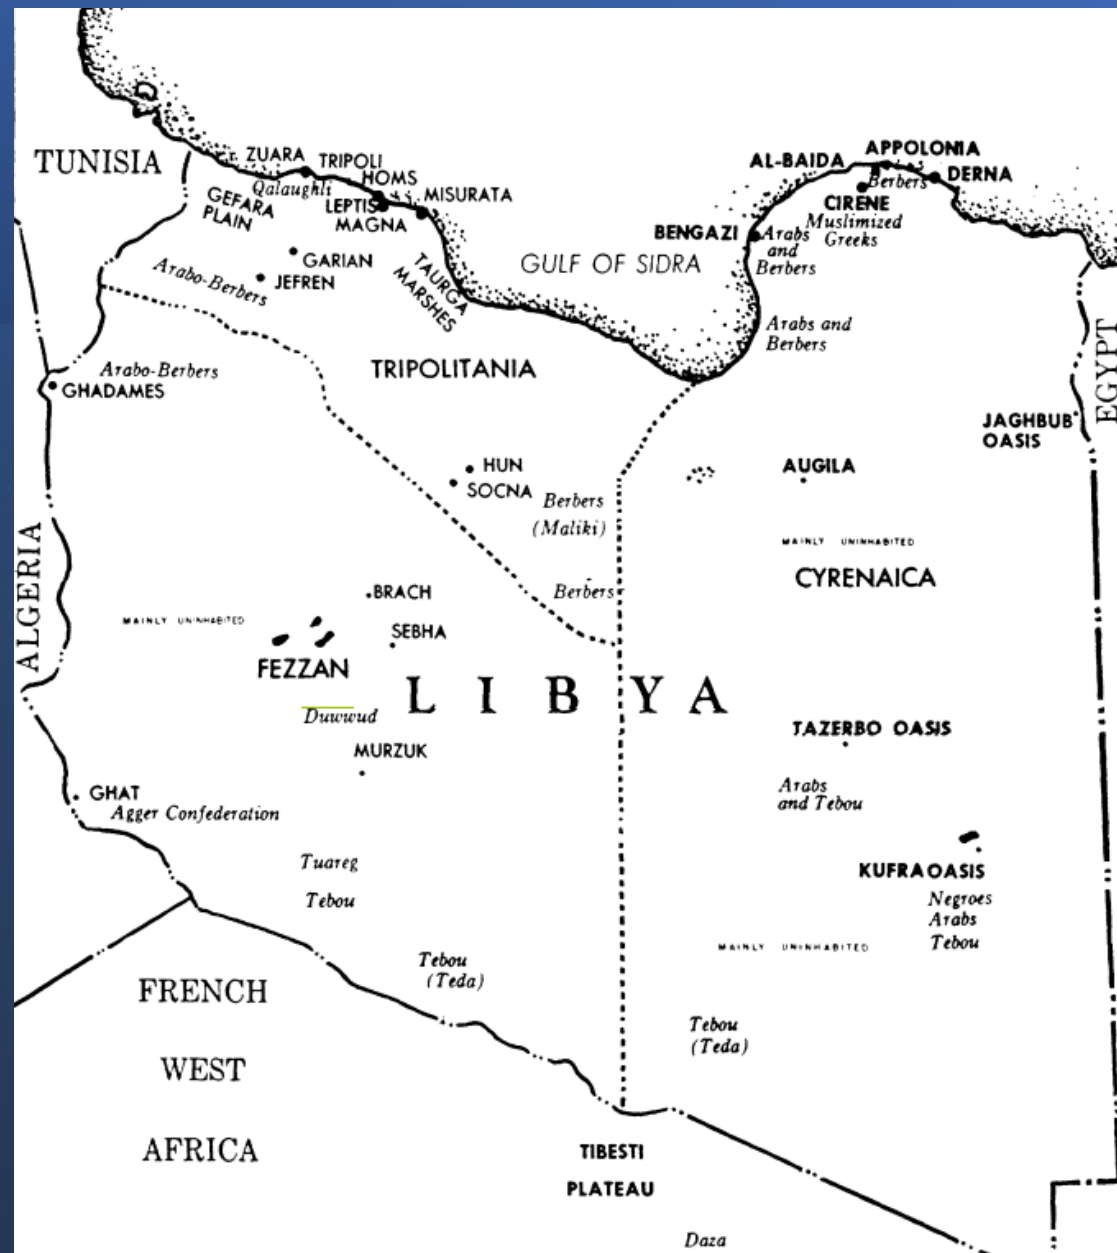 G
TUNISIA
ZUARA
TRIPOLI
HOMS
Qalaughli
LEPTIS
MAGNA
MISURATA
GEFARA
PLAIN
GARIAN
JEFREN
Arabo-Berbers
TAURGA
MARSHES
GULF OF SIDRA
AL-BAIDA
APPOLONIA
DERNA
Berbers
CIRENE
Muslimized
Greeks
BENGAZI
Arabs
and
Berbers
Arabs and
Berbers
EGYPT
TRIPOLITANIA
Arabo-Berbers
GHADAMES
JAGHBUB
OASIS
HUN
SOCNA
AUGILA
Berbers
(Maliki)
MAINLY UNINHABITED
CYRENAICA
ALGERIA
BRACH
Berbers
MAINLY UNINHABITED
SEBHA
FEZZAN
LIBYA
Duwwud
MURZUK
TAZERBO OASIS
GHAT
Agger Confederation
Arabs
and Tebou
Tuareg
Tebou
KUFRAOASIS
Negroes
Arabs
Tebou
MAINLY UNINHABITED
Tebou
(Teda)
Tebou
(Teda)
FRENCH
WEST
AFRICA
TIBESTI
PLATEAU
Daza